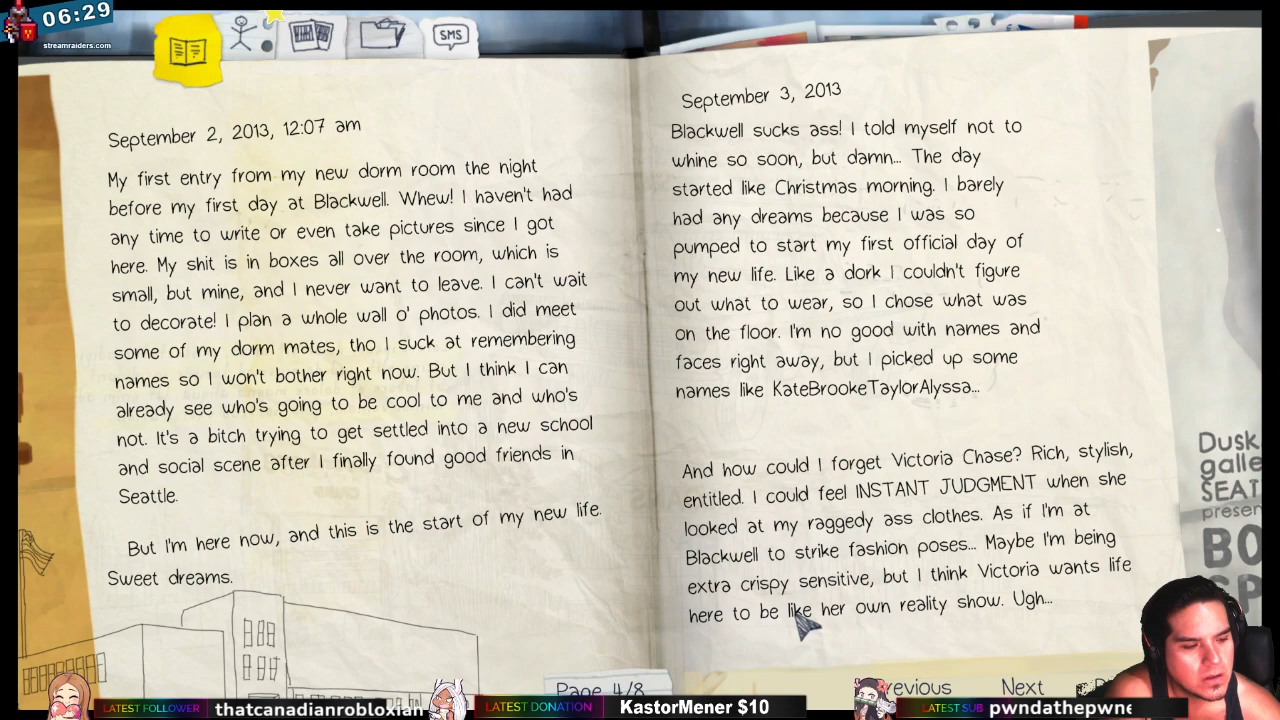 06:29
streamraiders.com
SMS
September 2, 2013, 12:07 am
My first entry from my new dorm room the night
before my first day at Blackwell. Whew! I haven't had
any time to write or even take pictures since I got
here. My shit is in boxes all over the room, which is
small, but mine, and I never want to leave. I can't wait
to decorate! I plan a whole wall o' photos. I did meet
some of my dorm mates, tho I suck at remembering
names so I won't bother right now. But I think I can
already see who's going to be cool to me and who's
not. It's a bitch trying to get settled into a new school
and social scene after I finally found good friends in
Seattle.
But I'm here now, and this is the start of my new life.
Sweet dreams.
September 3, 2013
Blackwell sucks ass! I told myself not to
whine so soon, but damn... The day
started like Christmas morning. I barely
had any dreams because I was so
pumped to start my first official day of
my new life. Like a dork I couldn't figure
out what to wear, so I chose what was
on the floor. I'm no good with names and
faces right away, but I picked up some
names like KateBrookeTaylorAlyssa...
And how could I forget Victoria Chase? Rich, stylish,
entitled. I could feel INSTANT JUDGMENT when she
looked at my raggedy ass clothes. As if I'm at
Blackwell to strike fashion poses... Maybe I'm being
extra crispy sensitive, but I think Victoria wants life
here to be like her own reality show. Ugh...
Dusk
galle
SEAT
presen
BO
SP
Page 4/8
evious
Next
LATEST FOLLOWER
thatcanadianrobloxian
LATEST DONATION
KastorMener $10
LATEST SUB
pwndathepwne